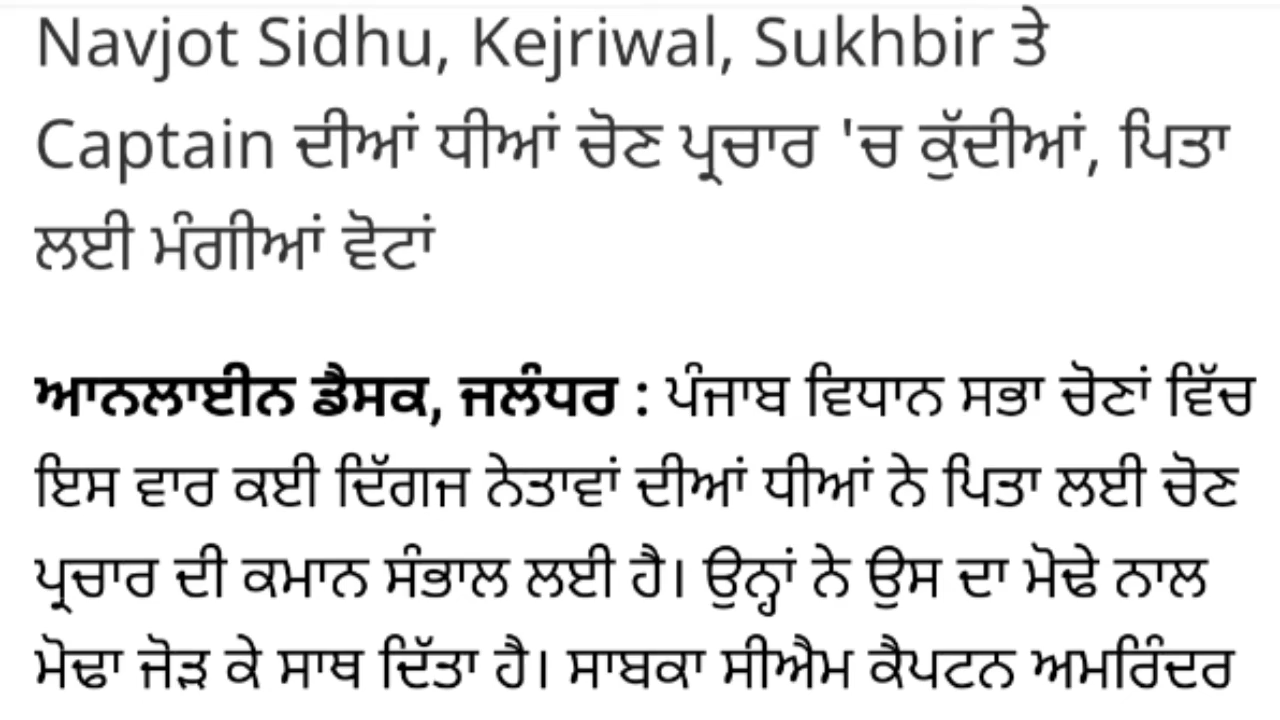 Navjot Sidhu, Kejriwal, Sukhbir ਤੇ
Captain ਦੀਆਂ ਧੀਆਂ ਚੋਣ ਪ੍ਰਚਾਰ 'ਚ ਕੁੱਦੀਆਂ, ਪਿਤਾ
ਲਈ ਮੰਗੀਆਂ ਵੋਟਾਂ
ਆਨਲਾਈਨ ਡੈਸਕ, ਜਲੰਧਰ : ਪੰਜਾਬ ਵਿਧਾਨ ਸਭਾ ਚੋਣਾਂ ਵਿੱਚ
ਇਸ ਵਾਰ ਕਈ ਦਿੱਗਜ ਨੇਤਾਵਾਂ ਦੀਆਂ ਧੀਆਂ ਨੇ ਪਿਤਾ ਲਈ ਚੋਣ
ਪ੍ਰਚਾਰ ਦੀ ਕਮਾਨ ਸੰਭਾਲ ਲਈ ਹੈ। ਉਨ੍ਹਾਂ ਨੇ ਉਸ ਦਾ ਮੋਢੇ ਨਾਲ
ਮੋਢਾ ਜੋੜ ਕੇ ਸਾਥ ਦਿੱਤਾ ਹੈ। ਸਾਬਕਾ ਸੀਐਮ ਕੈਪਟਨ ਅਮਰਿੰਦਰ